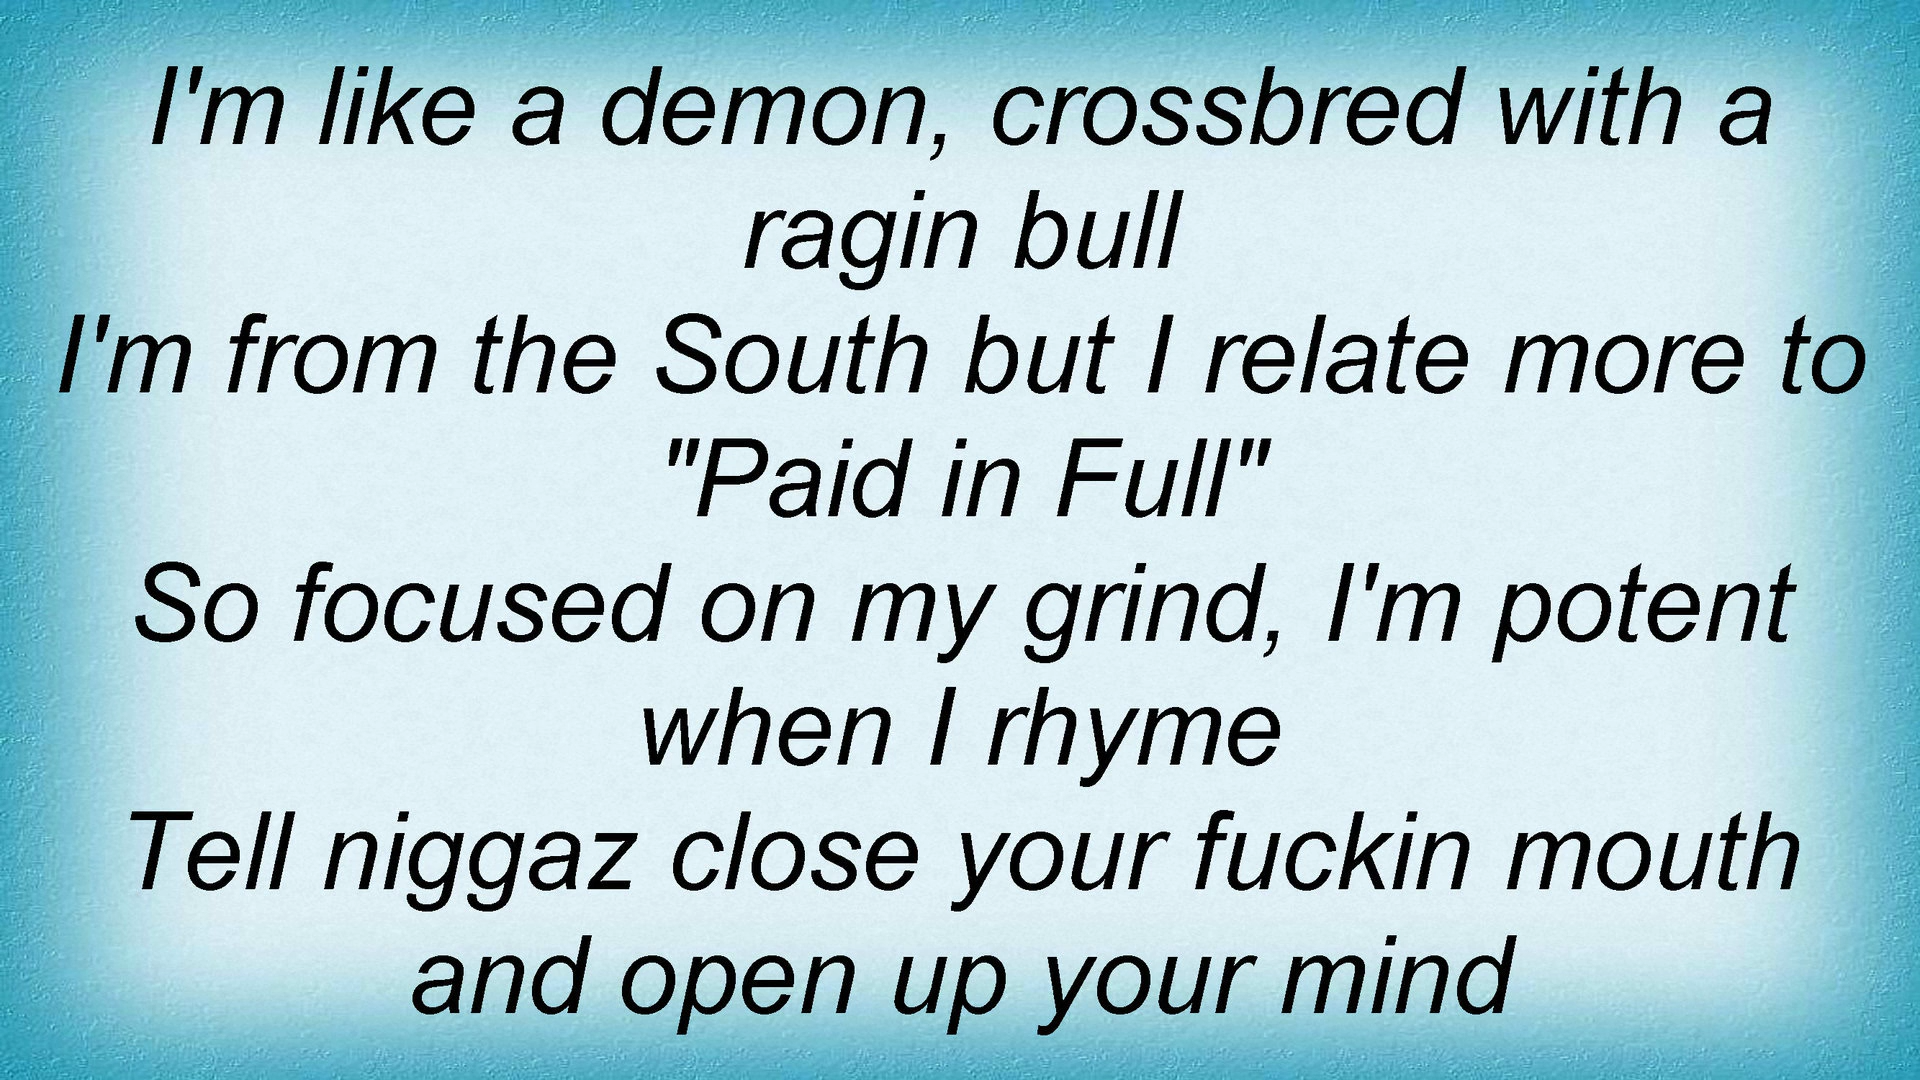 I'm like a demon, crossbred with a
ragin bull
I'm from the South but I relate more to
"Paid in Full"
So focused on my grind, I'm potent
when I rhyme
Tell niggaz close your fuckin mouth
and open up your mind